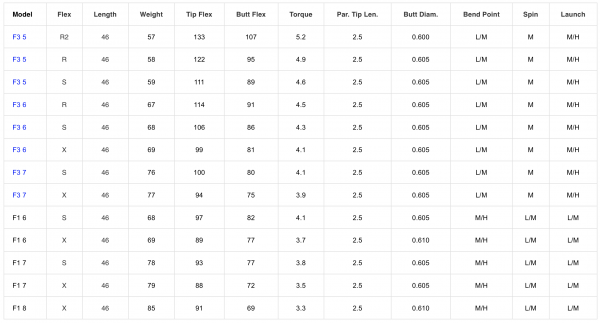 Model Flex Length Weight Tip Flex Butt Flex Torque Par. Tip Len. Butt Diam. Bend Point Spin Launch
F3 5 R2 46 57 133 107 5.2 2.5 0.600 L/M M M/H
F3 5 R 46 58 122 95 4.9 2.5 0.605 L/M M M/H
F3 5 S 46 59 111 89 4.6 2.5 0.605 L/M M M/H
F3 6 R 46 67 114 91 4.5 2.5 0.605 L/M M M/H
F3 6 S 46 68 106 86 4.3 2.5 0.605 L/M M M/H
F3 6 X 46 69 99 81 4.1 2.5 0.605 L/M M M/H
F3 7 S 46 76 100 80 4.1 2.5 0.605 L/M M M/H
F3 7 X 46 77 94 75 3.9 2.5 0.605 L/M M M/H
F1 6 S 46 68 97 82 4.1 2.5 0.605 M/H L/M L/M
F1 6 X 46 69 89 77 3.7 2.5 0.610 M/H L/M L/M
F1 7 S 46 78 93 77 3.8 2.5 0.605 M/H L/M L/M
F1 7 X 46 79 88 72 3.5 2.5 0.605 M/H L/M L/M
F1 8 X 46 85 91 69 3.3 2.5 0.610 M/H L/M L/M